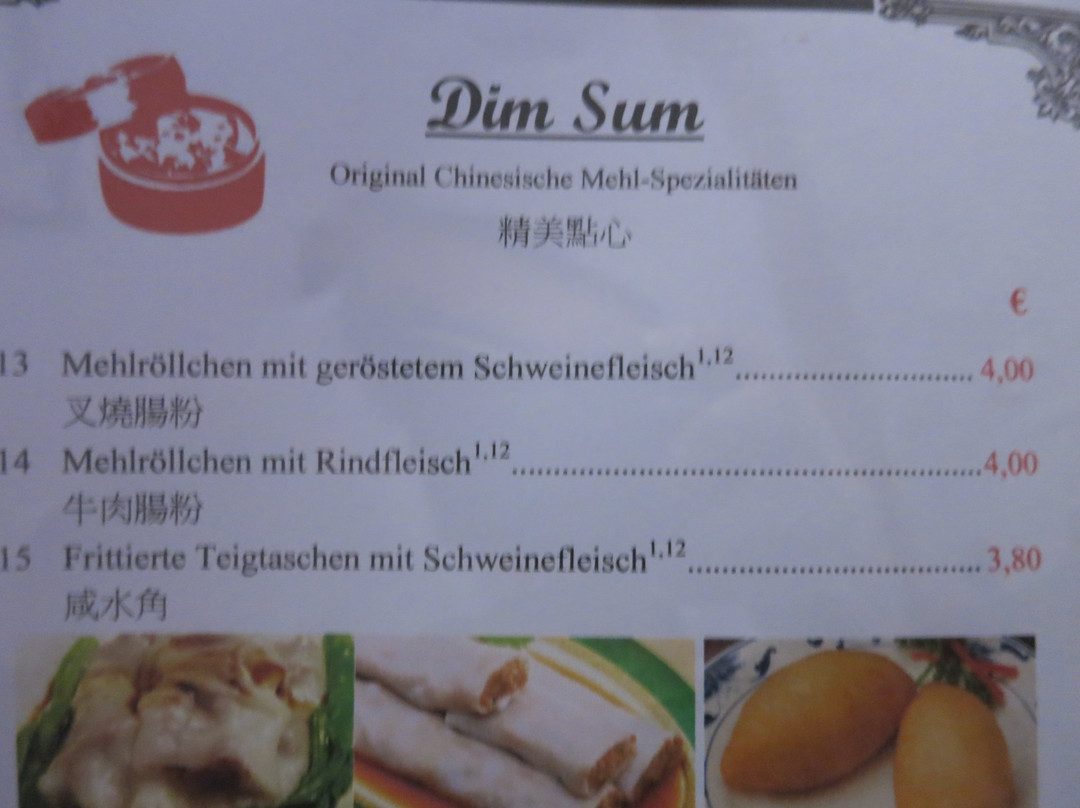 Dim Sum
Original Chinesische Mehl-Spezialitäten
精美點心
€
13 Mehlröllchen mit geröstetem Schweinefleisch1,12 4,00
叉燒腸粉
14 Mehlröllchen mit Rindfleisch1,12 4,00
牛肉腸粉
15 Frittierte Teigtaschen mit Schweinefleisch1,12 3,80
咸水角